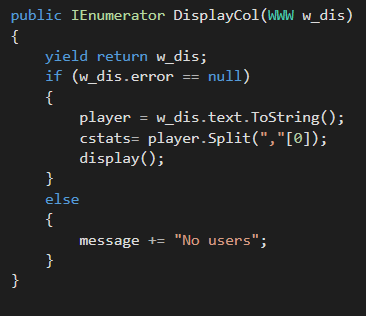 public IEnumerator DisplayCol(WWW w_dis)
{
    yield return w_dis;
    if (w_dis.error == null)
    {
        player = w_dis.text.ToString();
        cstats= player.Split(","[0]);
        display();
    }
    else
    {
        message += "No users";
    }
}